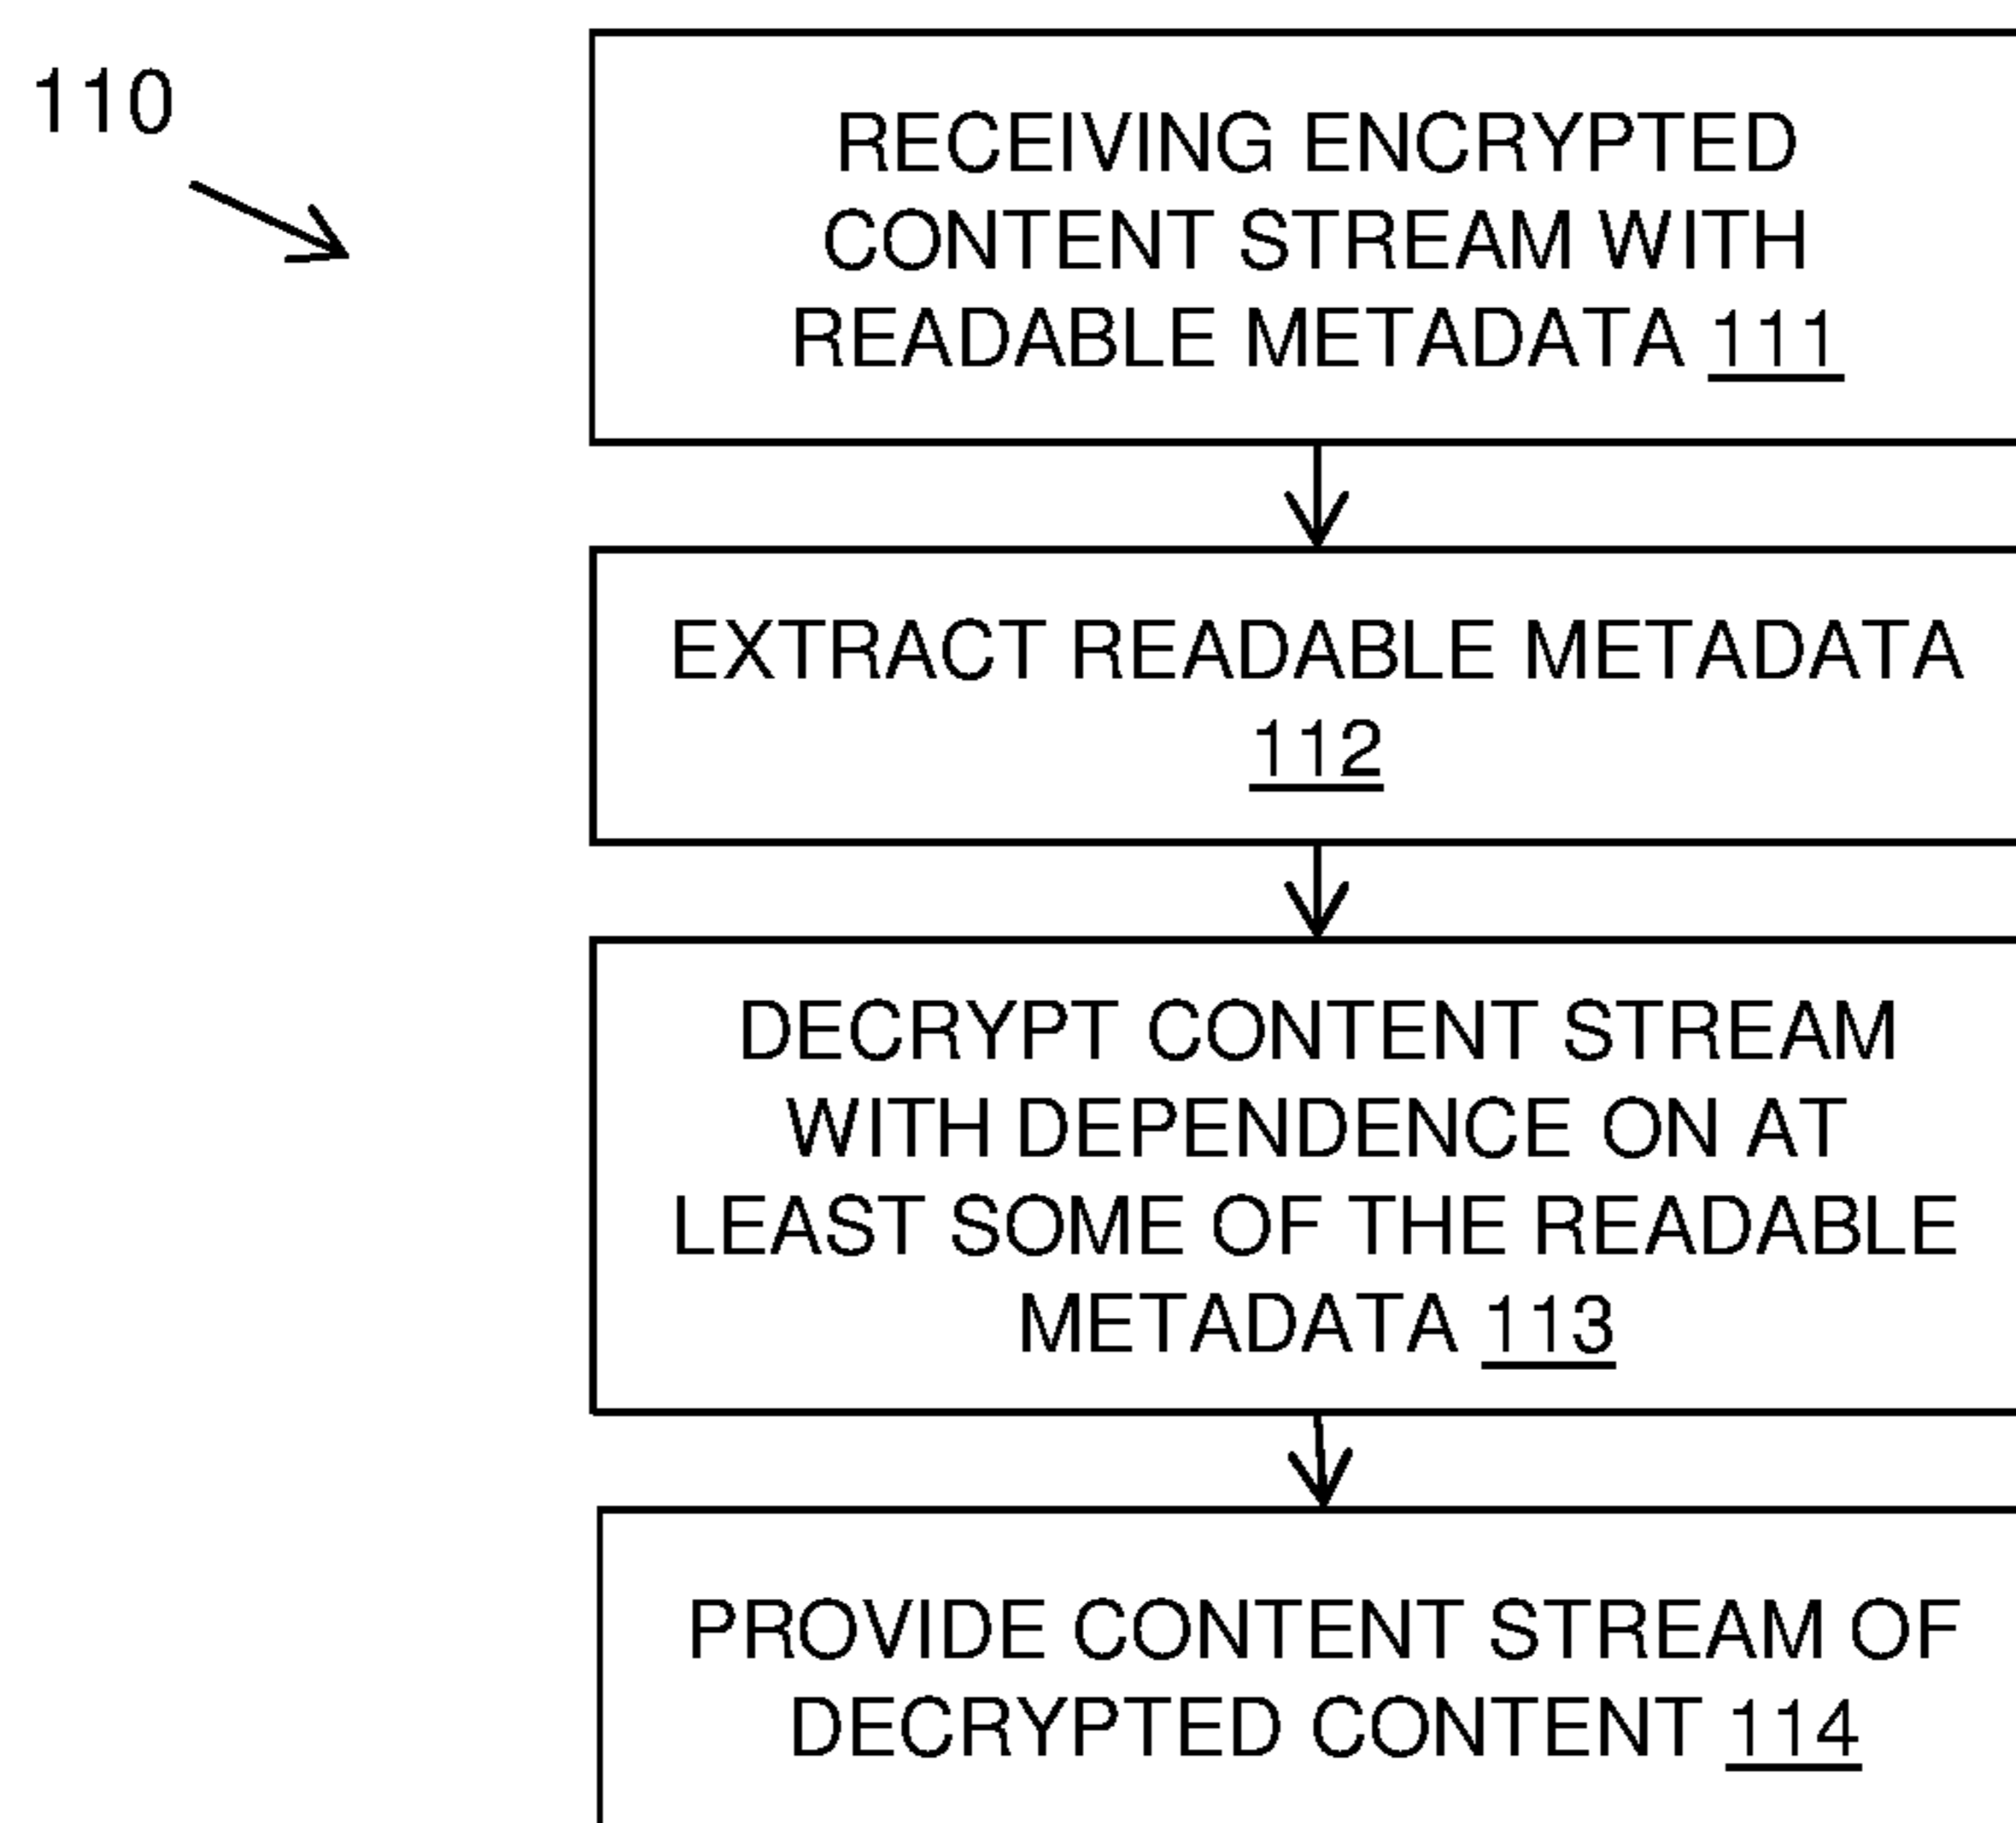 110
RECEIVING ENCRYPTED
CONTENT STREAM WITH
READABLE METADATA 111
EXTRACT READABLE METADATA
112
DECRYPT CONTENT STREAM
WITH DEPENDENCE ON AT
LEAST SOME OF THE READABLE
METADATA 113
PROVIDE CONTENT STREAM OF
DECRYPTED CONTENT 114